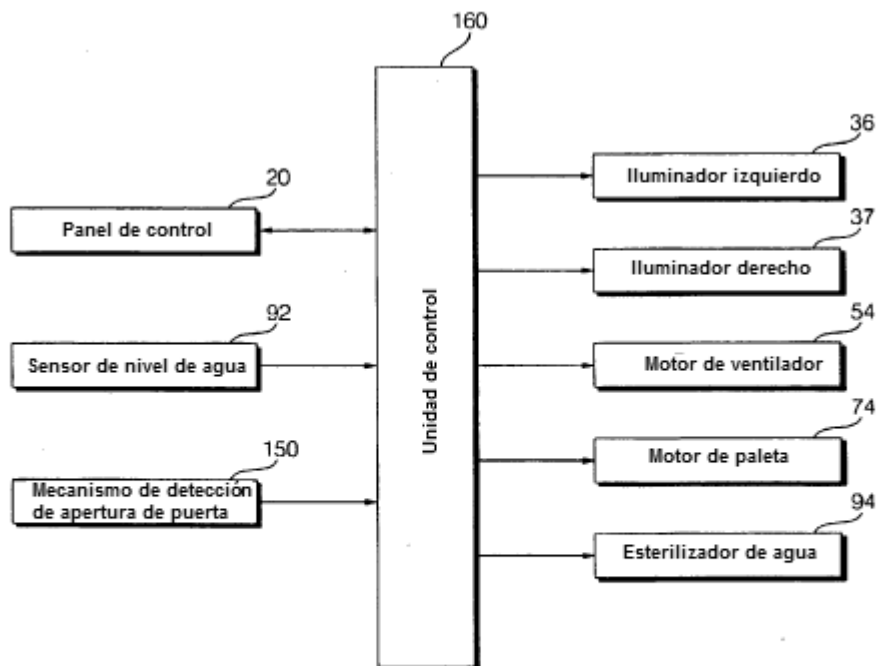 160
20
Panel de control
92
Sensor de nivel de agua
150
Mecanismo de detección
de apertura de puerta
Unidad de control
36
Iluminador izquierdo
37
Iluminador derecho
54
Motor de ventilador
74
Motor de paleta
94
Esterilizador de agua